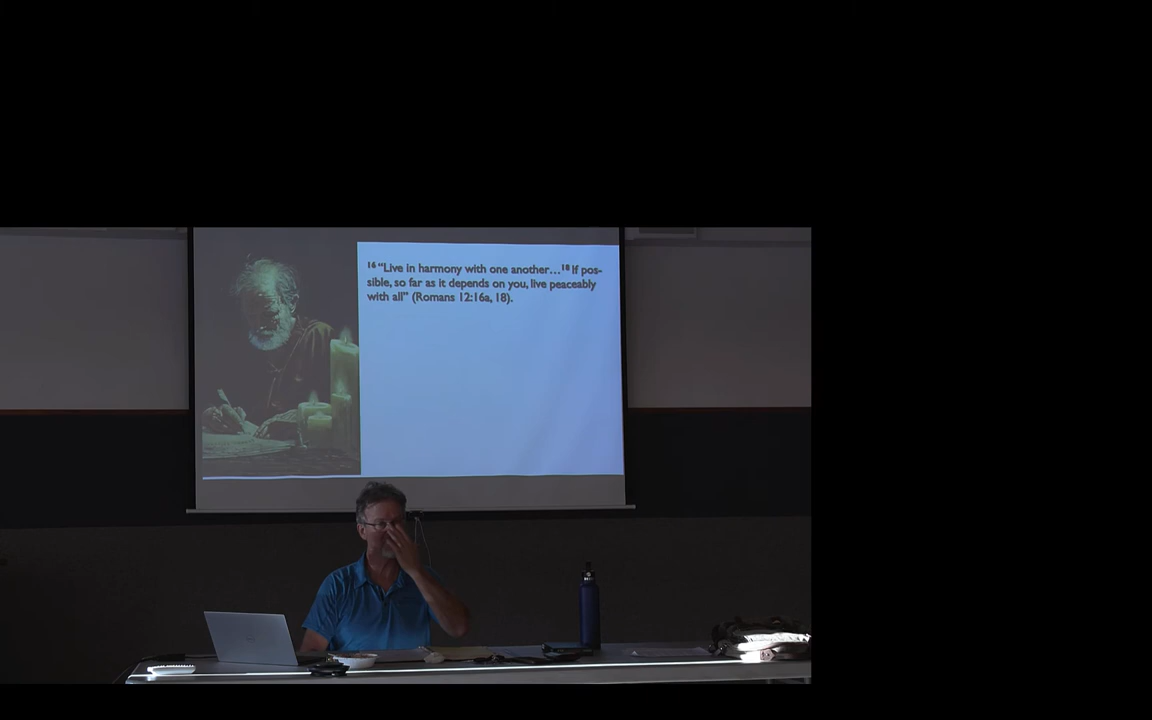 16 “Live in harmony with one another…18 If pos-
sible, so far as it depends on you, live peaceably
with all” (Romans 12:16a, 18).